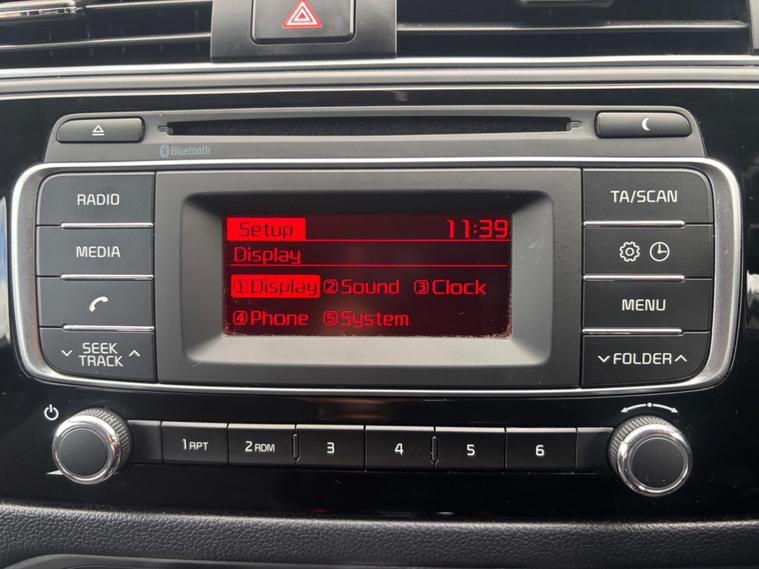 Bluetooth
RADIO
MEDIA
SEEK
TRACK
Setup 11:39
Display
①Display ②Sound ③Clock
④Phone ⑤System
TA/SCAN
MENU
FOLDER
1 RPT 2 RDM 3 4 5 6